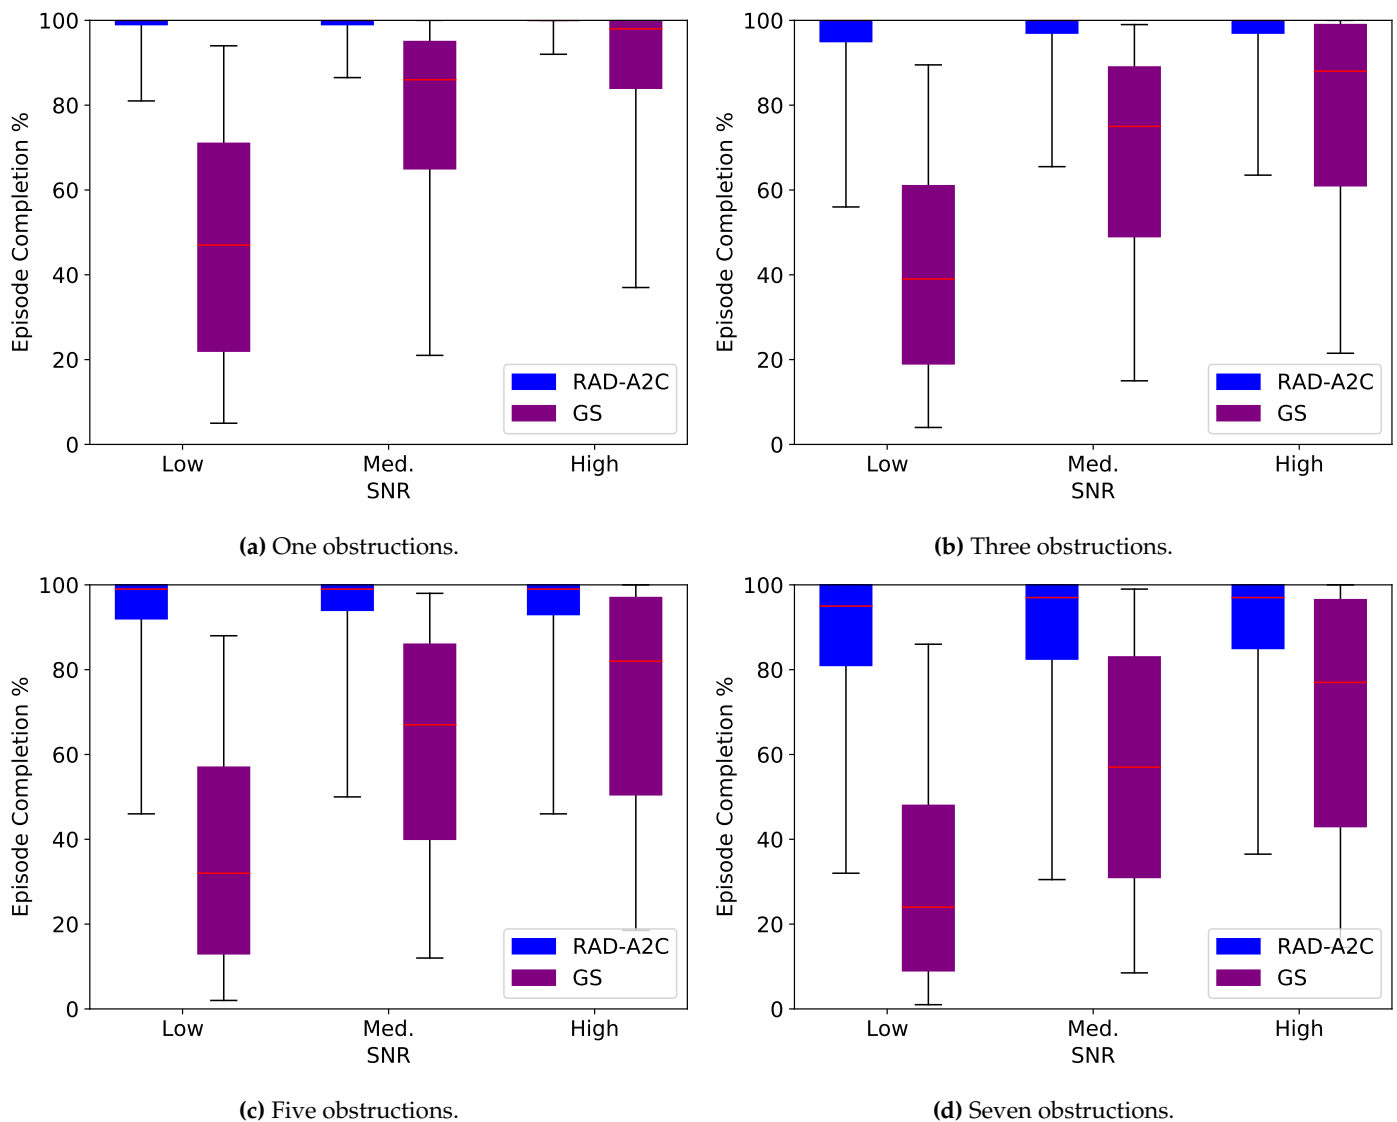 100
80
60
40
20
0
Episode Completion %
Low
Med.
High
SNR
RAD-A2C
GS
(a) One obstructions.
100
80
60
40
20
0
Episode Completion %
Low
Med.
High
SNR
RAD-A2C
GS
(b) Three obstructions.
100
80
60
40
20
0
Episode Completion %
Low
Med.
High
SNR
RAD-A2C
GS
(c) Five obstructions.
100
80
60
40
20
0
Episode Completion %
Low
Med.
High
SNR
RAD-A2C
GS
(d) Seven obstructions.